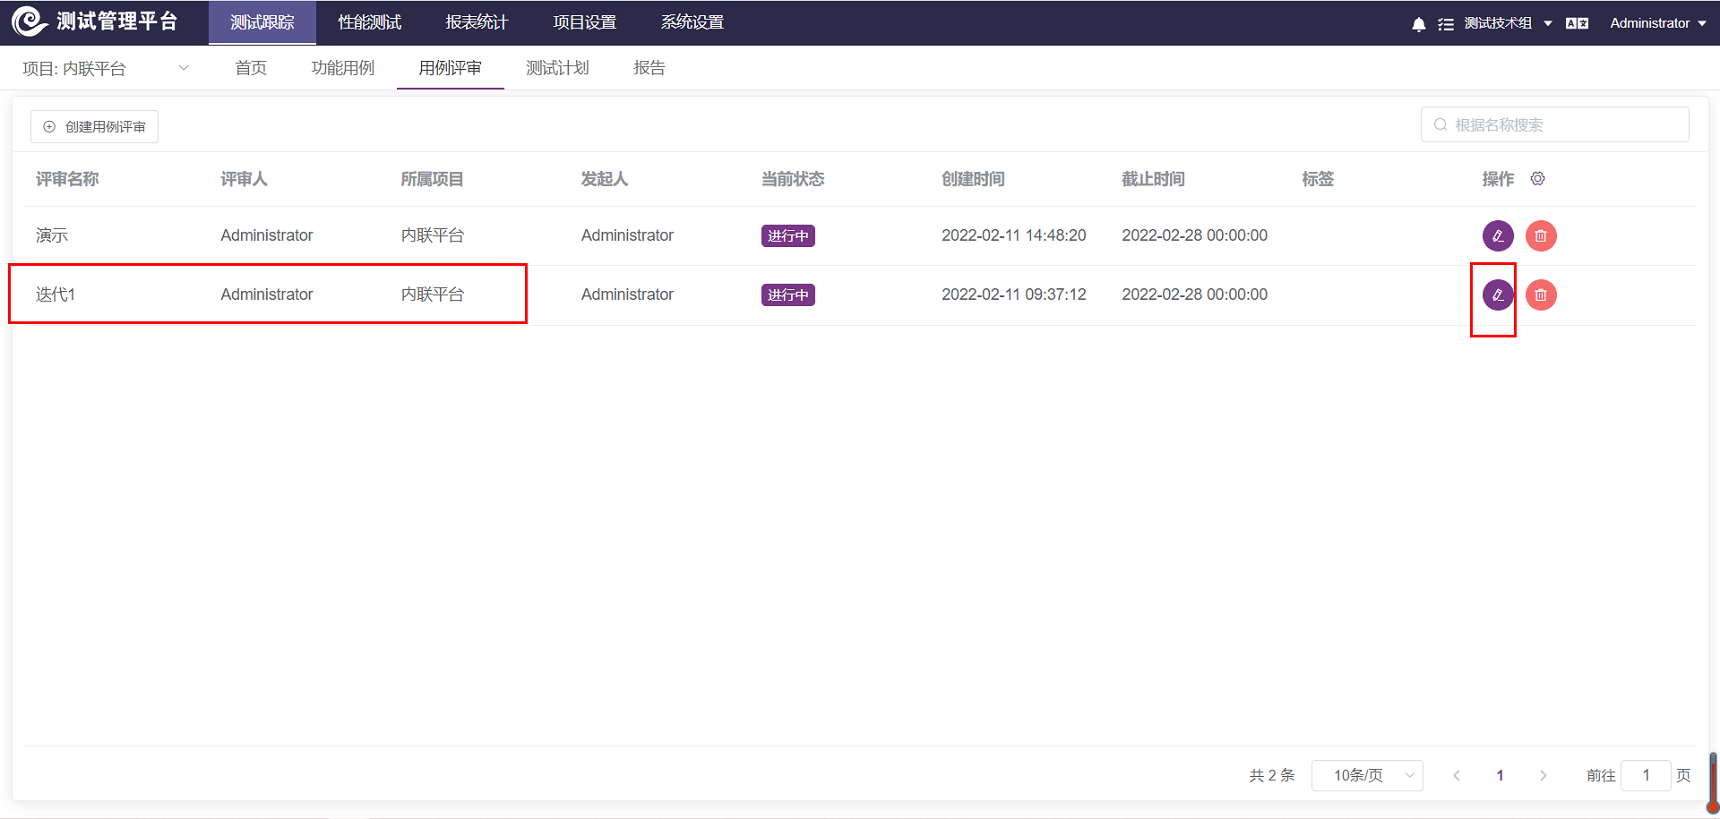 测试管理平台 测试跟踪 性能测试 报表统计 项目设置 系统设置 测试技术组 Administrator
项目: 内联平台 首页 功能用例 用例评审 测试计划 报告
创建用例评审 根据名称搜索
评审名称 评审人 所属项目 发起人 当前状态 创建时间 截止时间 标签 操作
演示 Administrator 内联平台 Administrator 进行中 2022-02-11 14:48:20 2022-02-28 00:00:00
迭代1 Administrator 内联平台 Administrator 进行中 2022-02-11 09:37:12 2022-02-28 00:00:00
共 2 条 10条/页 1 前往 1 页